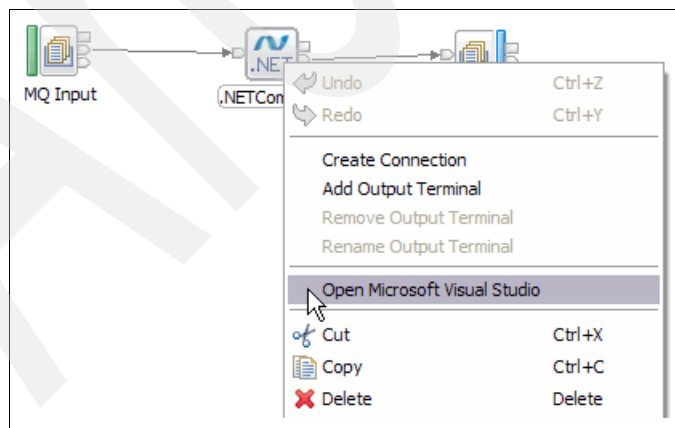 .NET
MQ Input
.NETCom
Undo Ctrl+Z
Redo Ctrl+Y
Create Connection
Add Output Terminal
Remove Output Terminal
Rename Output Terminal
Open Microsoft Visual Studio
Cut Ctrl+X
Copy Ctrl+C
Delete Delete